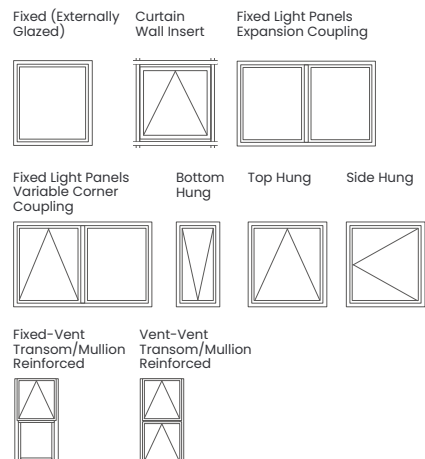 Fixed (Externally
Glazed)
Curtain
Wall Insert
Fixed Light Panels
Expansion Coupling
Fixed Light Panels
Variable Corner
Coupling
Bottom
Hung
Top Hung
Side Hung
Fixed-Vent
Transom/Mullion
Reinforced
Vent-Vent
Transom/Mullion
Reinforced